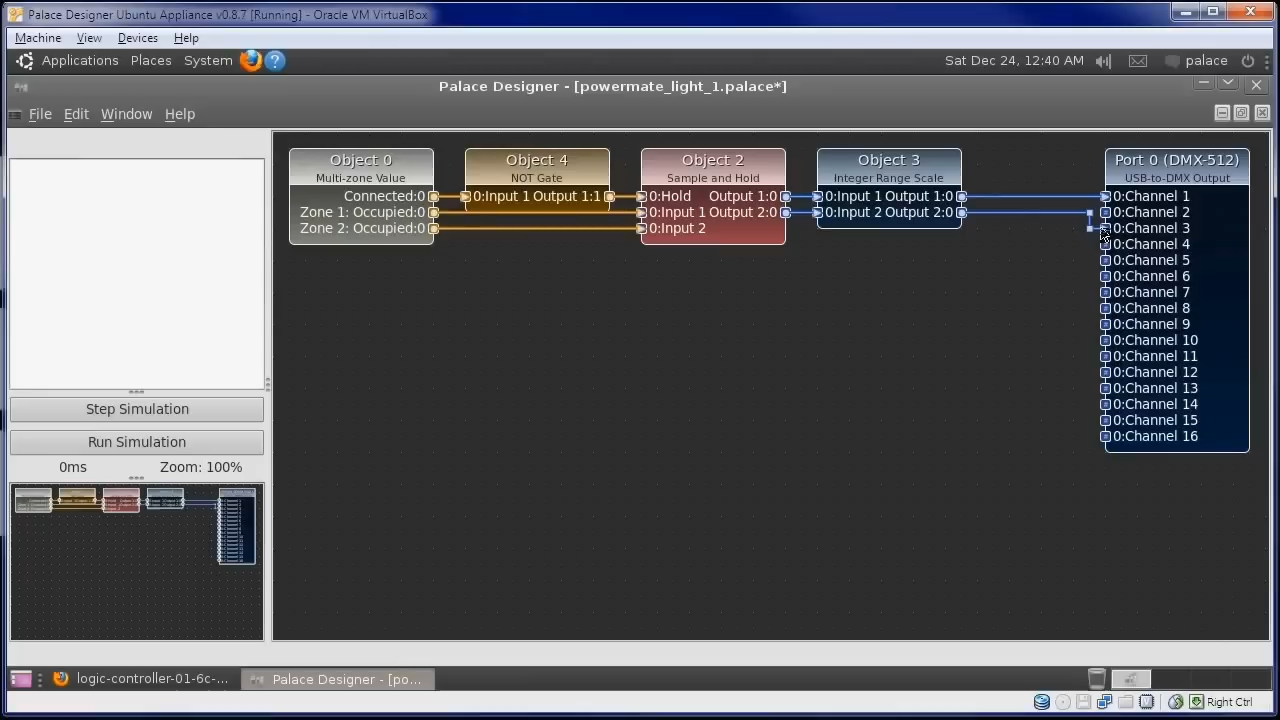 Palace Designer Ubuntu Appliance v0.8.7 [Running] - Oracle VM VirtualBox
Machine View Devices Help
Applications Places System ? Sat Dec 24, 12:40 AM palace
Palace Designer - [powermate_light_1.palace*]
File Edit Window Help
Object 0
Multi-zone Value
Connected:0
Zone 1: Occupied:0
Zone 2: Occupied:0
Object 4
NOT Gate
0:Input 1 Output 1:1
Object 2
Sample and Hold
0:Hold Output 1:0
0:Input 1 Output 2:0
0:Input 2
Object 3
Integer Range Scale
0:Input 1 Output 1:0
0:Input 2 Output 2:0
Port 0 (DMX-512)
USB-to-DMX Output
0:Channel 1
0:Channel 2
0:Channel 3
0:Channel 4
0:Channel 5
0:Channel 6
0:Channel 7
0:Channel 8
0:Channel 9
0:Channel 10
0:Channel 11
0:Channel 12
0:Channel 13
0:Channel 14
0:Channel 15
0:Channel 16
Step Simulation
Run Simulation
0ms Zoom: 100%
logic-controller-01-6c-... Palace Designer - [po...
Right Ctrl